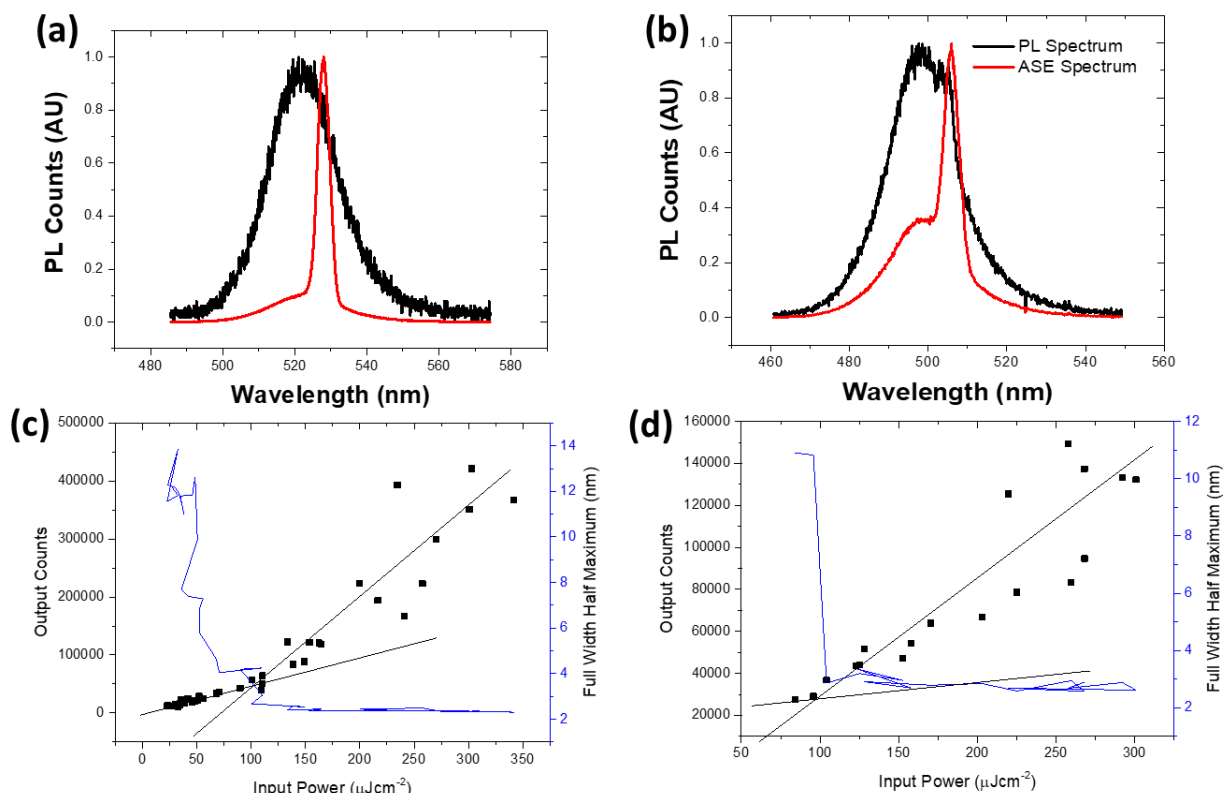 (a)
PL Counts (AU)
1.0
0.8
0.6
0.4
0.2
0.0
480 500 520 540 560 580
Wavelength (nm)
(b)
PL Spectrum
ASE Spectrum
PL Counts (AU)
1.0
0.8
0.6
0.4
0.2
0.0
460 480 500 520 540 560
Wavelength (nm)
(c)
Output Counts
500000
400000
300000
200000
100000
0
0 50 100 150 200 250 300 350
Input Power (μJcm⁻²)
14
12
10
8
6
4
2
Full Width Half Maximum (nm)
(d)
Output Counts
160000
140000
120000
100000
80000
60000
40000
20000
50 100 150 200 250 300
Input Power (μJcm⁻²)
12
10
8
6
4
2
Full Width Half Maximum (nm)